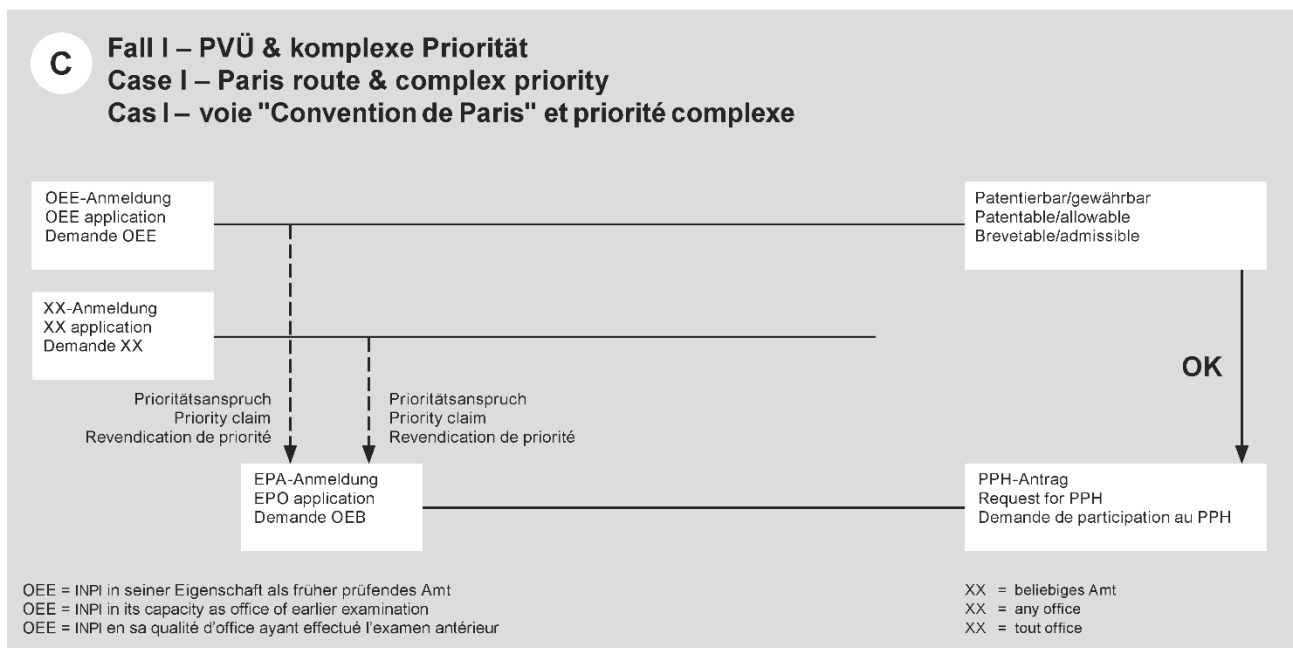 C
Fall I – PVÜ & komplexe Priorität
Case I – Paris route & complex priority
Cas I – voie "Convention de Paris" et priorité complexe
OEE-Anmeldung
OEE application
Demande OEE
Patentierbar/gewährbar
Patentable/allowable
Brevetable/admissible
XX-Anmeldung
XX application
Demande XX
OK
Prioritätsanspruch
Priority claim
Revendication de priorité
Prioritätsanspruch
Priority claim
Revendication de priorité
EPA-Anmeldung
EPO application
Demande OEB
PPH-Antrag
Request for PPH
Demande de participation au PPH
OEE = INPI in seiner Eigenschaft als früher prüfendes Amt
OEE = INPI in its capacity as office of earlier examination
OEE = INPI en sa qualité d'office ayant effectué l'examen antérieur
XX = beliebiges Amt
XX = any office
XX = tout office